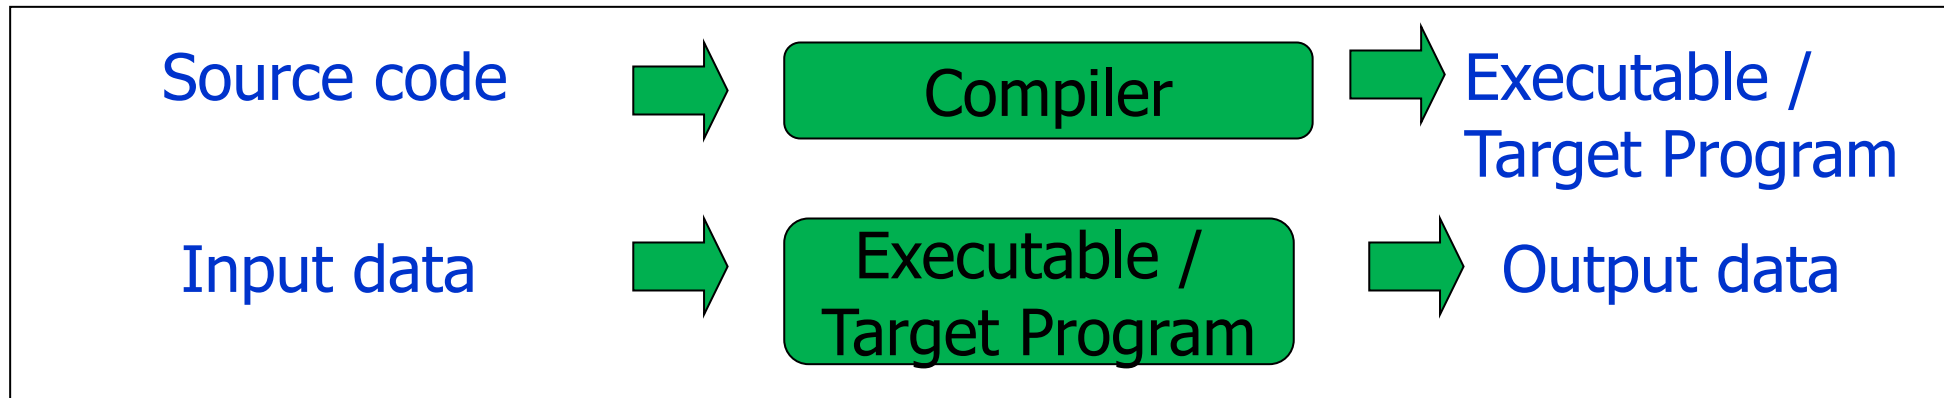 Source code
Compiler
Executable /
Target Program
Input data
Executable /
Target Program
Output data